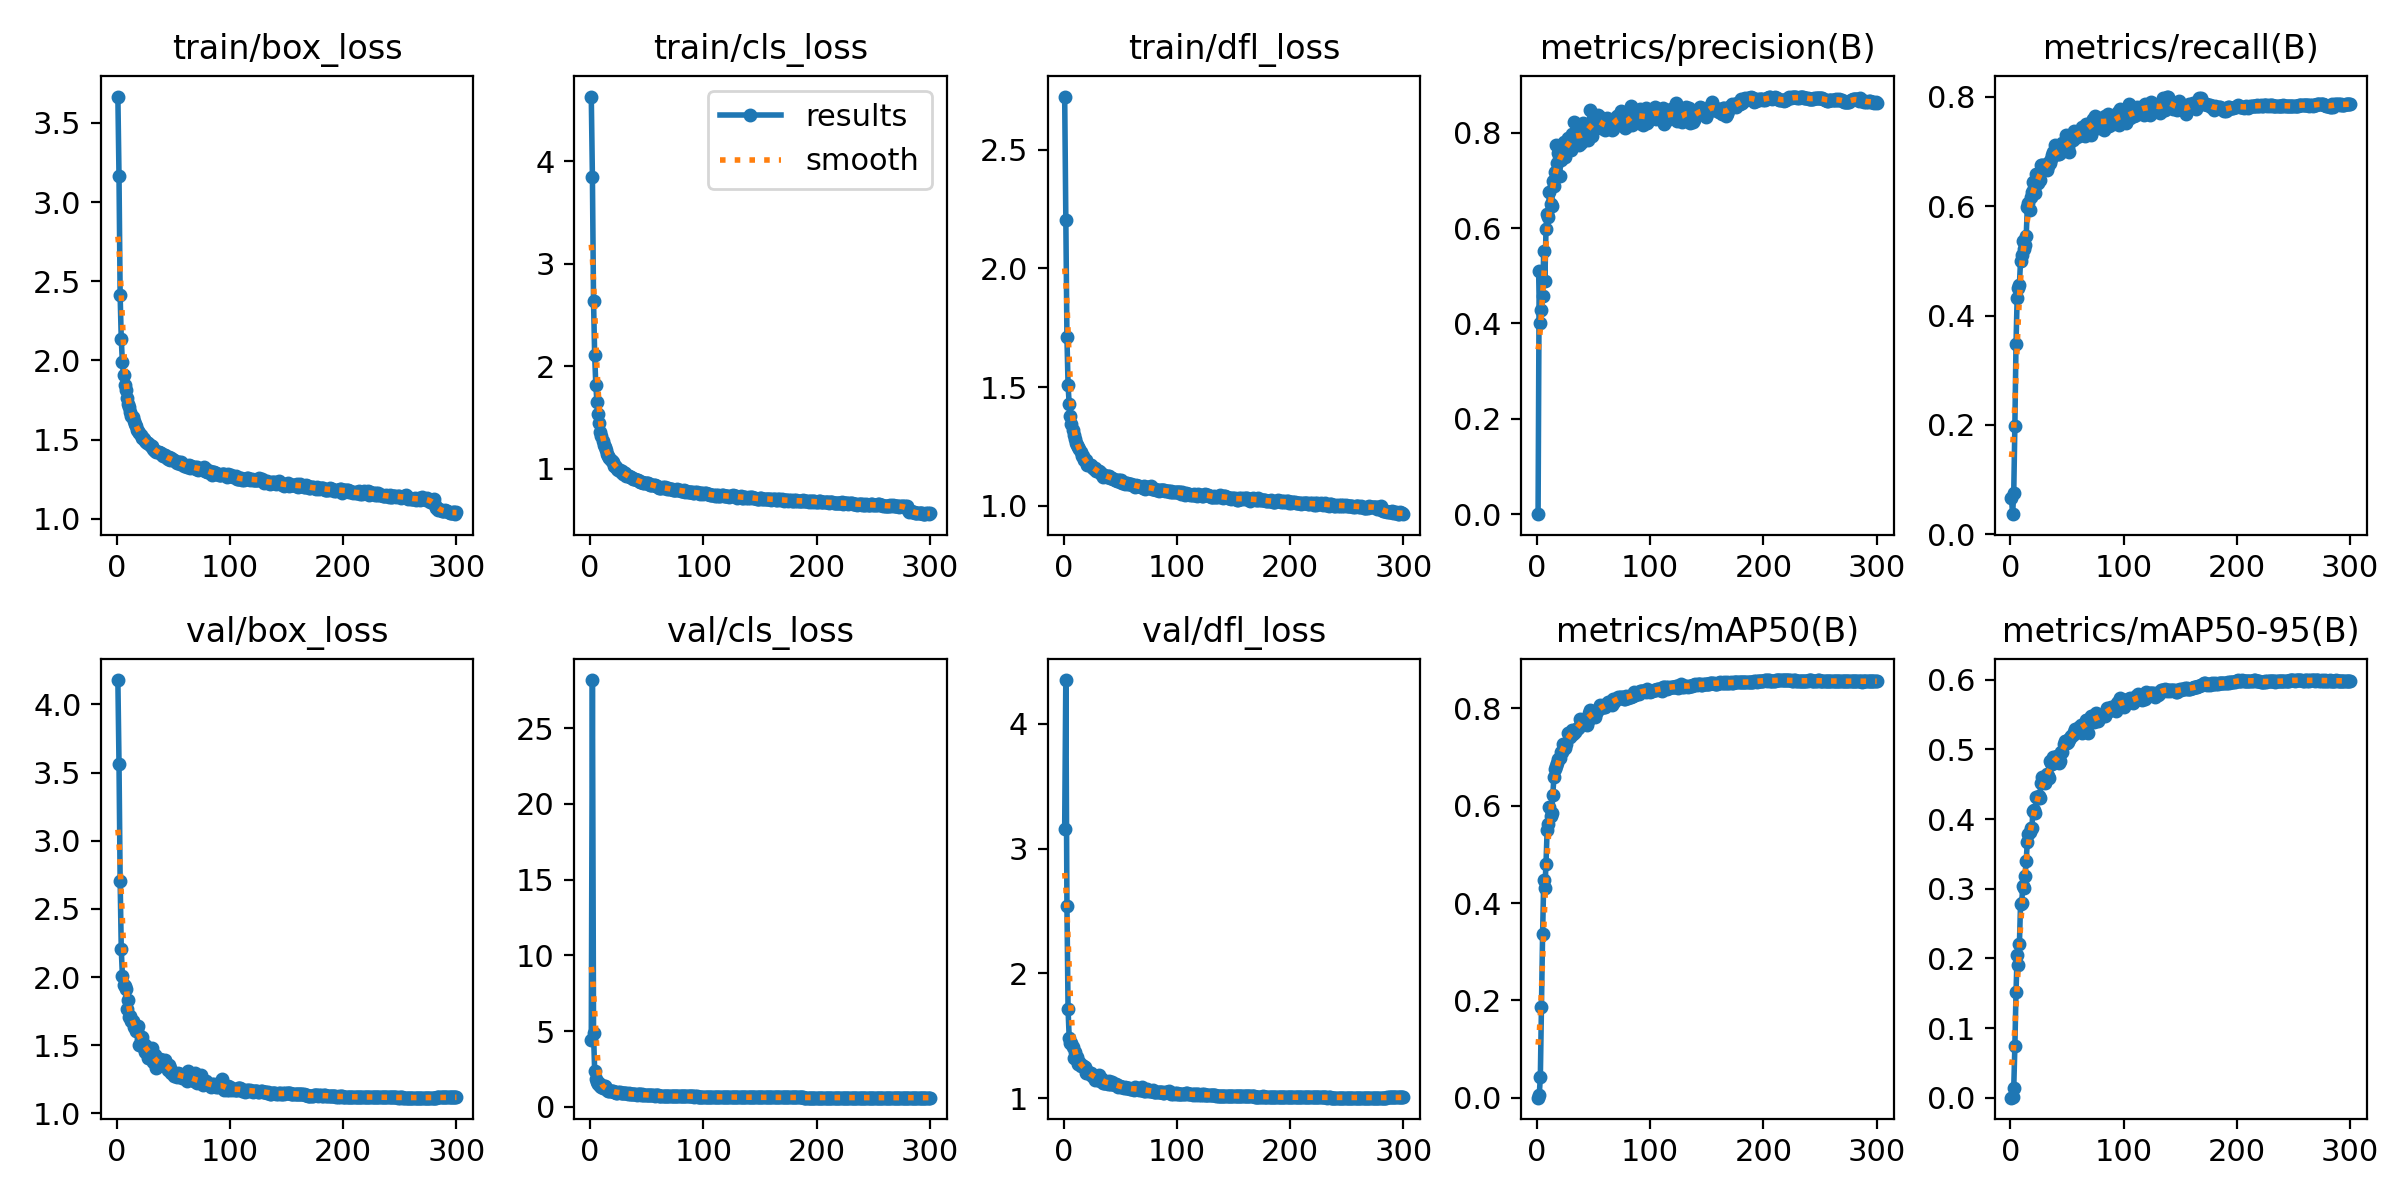 train/box_loss
3.5
3.0
2.5
2.0
1.5
1.0
0 100 200 300
train/cls_loss
results
smooth
4
3
2
1
0 100 200 300
train/dfl_loss
2.5
2.0
1.5
1.0
0 100 200 300
metrics/precision(B)
0.8
0.6
0.4
0.2
0.0
0 100 200 300
metrics/recall(B)
0.8
0.6
0.4
0.2
0.0
0 100 200 300
val/box_loss
4.0
3.5
3.0
2.5
2.0
1.5
1.0
0 100 200 300
val/cls_loss
25
20
15
10
5
0
0 100 200 300
val/dfl_loss
4
3
2
1
0 100 200 300
metrics/mAP50(B)
0.8
0.6
0.4
0.2
0.0
0 100 200 300
metrics/mAP50-95(B)
0.6
0.5
0.4
0.3
0.2
0.1
0.0
0 100 200 300